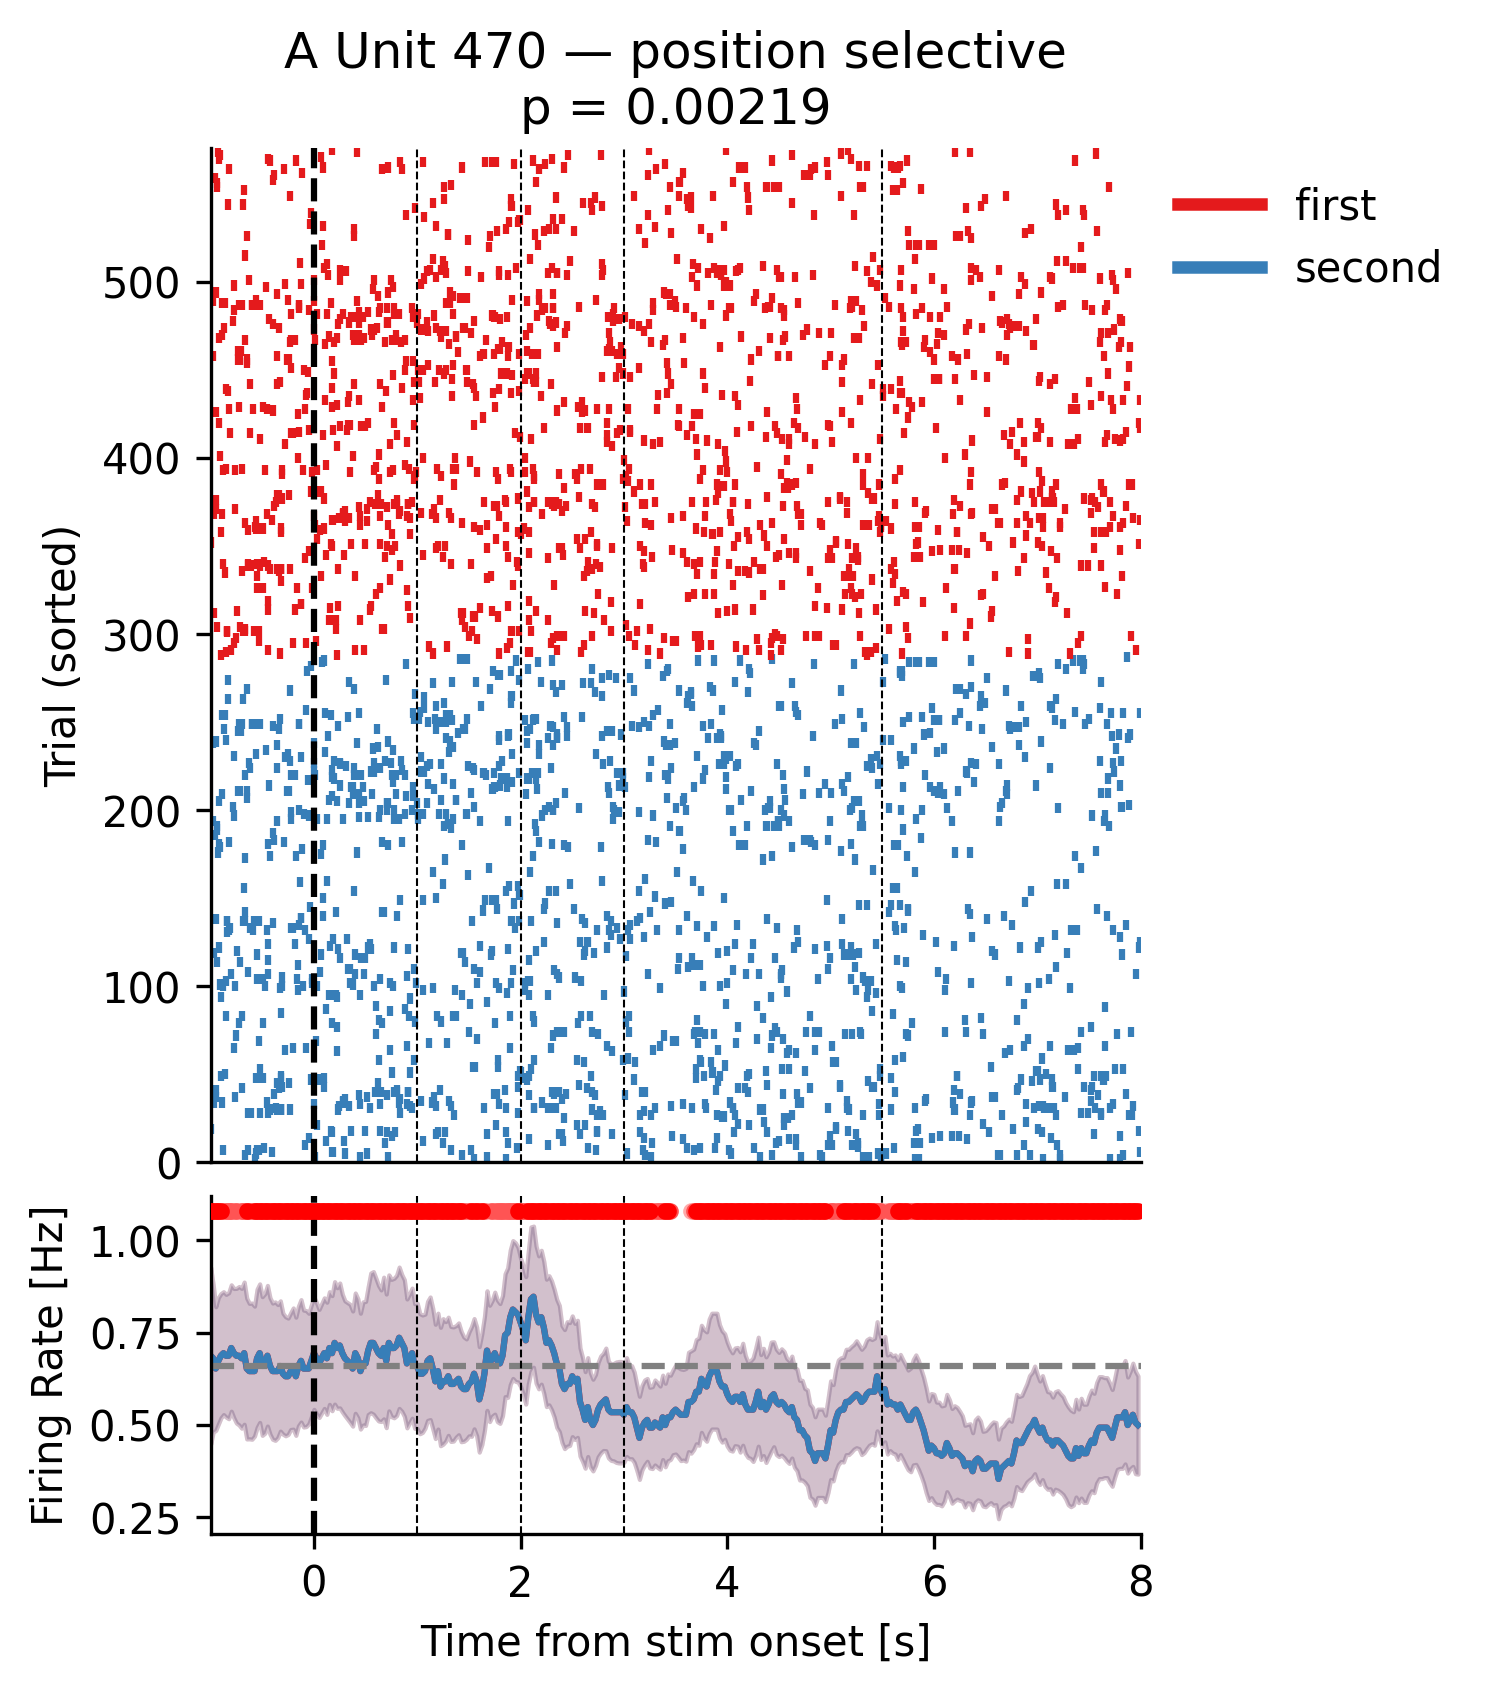 A Unit 470 — position selective
p = 0.00219
first
second
Trial (sorted)
500
400
300
200
100
0
Firing Rate [Hz]
1.00
0.75
0.50
0.25
0 2 4 6 8
Time from stim onset [s]